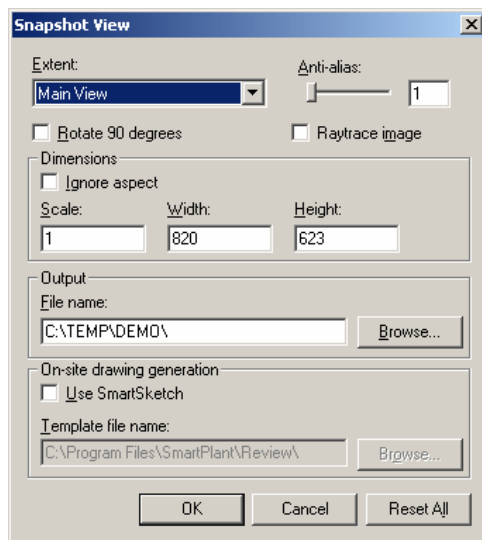 Snapshot View
Extent: Anti-alias:
Main View 1
Rotate 90 degrees Raytrace image
Dimensions
Ignore aspect
Scale: Width: Height:
1 820 623
Output
File name:
C:\TEMP\DEMO\ Browse...
On-site drawing generation
Use SmartSketch
Template file name:
C:\Program Files\SmartPlant\Review\ Browse...
OK Cancel Reset All